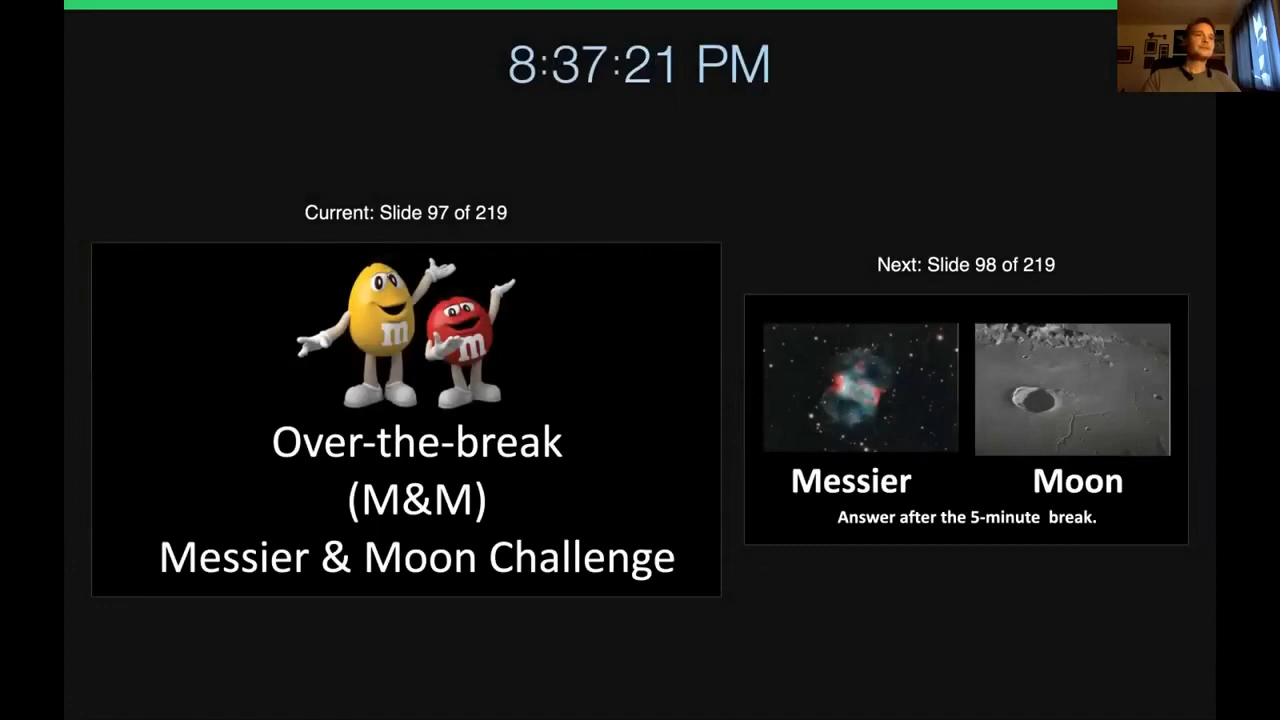 8:37:21 PM
Current: Slide 97 of 219
m
m
Over-the-break
(M&M)
Messier & Moon Challenge
Next: Slide 98 of 219
Messier
Moon
Answer after the 5-minute break.